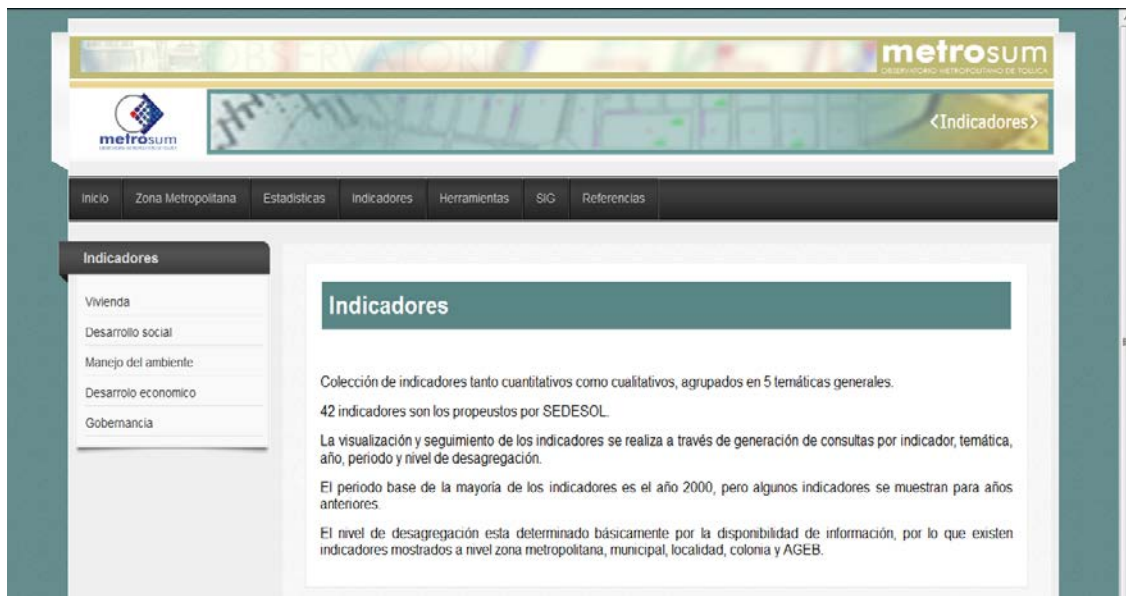 OBSERVATORIO
metrosum
OBSERVATORIO METROPOLITANO DE TOLUCA
metrosum
<Indicadores>
Inicio Zona Metropolitana Estadisticas Indicadores Herramientas SIG Referencias
Indicadores
Vivienda
Desarrollo social
Manejo del ambiente
Desarrolo economico
Gobernancia
Indicadores
Colección de indicadores tanto cuantitativos como cualitativos, agrupados en 5 temáticas generales.
42 indicadores son los propeustos por SEDESOL.
La visualización y seguimiento de los indicadores se realiza a través de generación de consultas por indicador, temática,
año, periodo y nivel de desagregación.
El periodo base de la mayoría de los indicadores es el año 2000, pero algunos indicadores se muestran para años
anteriores.
El nivel de desagregación esta determinado básicamente por la disponibilidad de información, por lo que existen
indicadores mostrados a nivel zona metropolitana, municipal, localidad, colonia y AGEB.